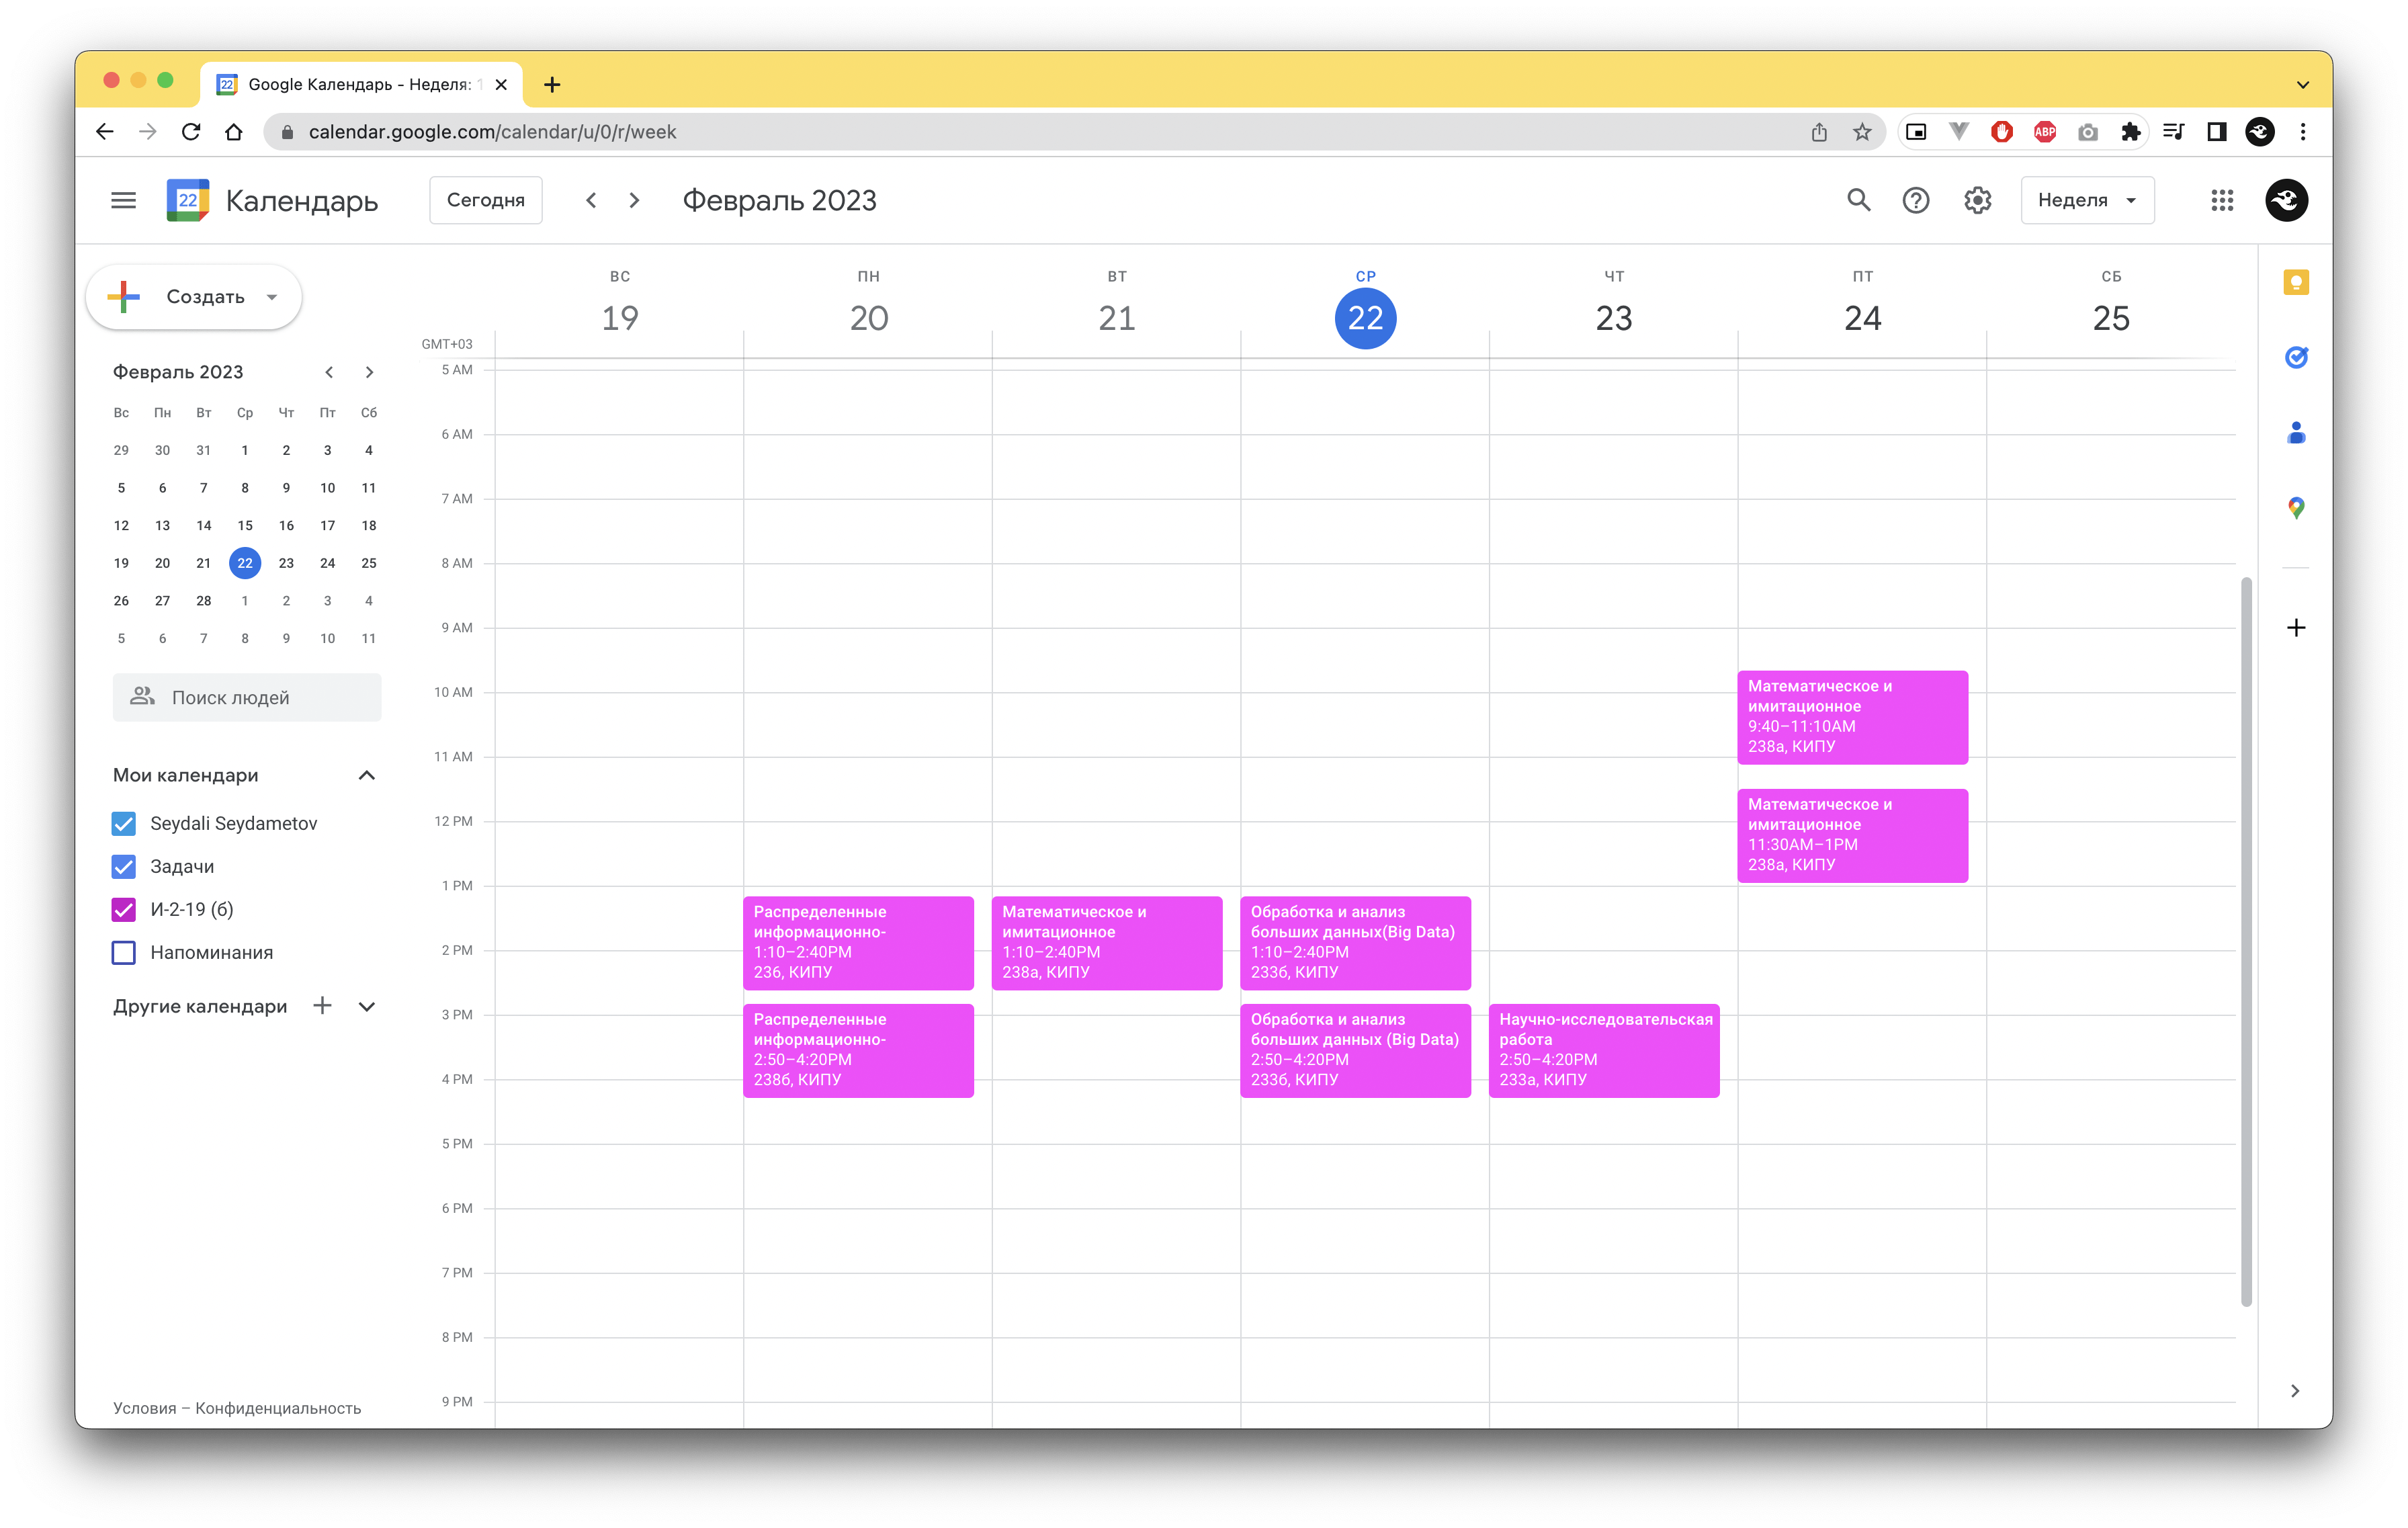 22 Google Календарь - Неделя: 1
calendar.google.com/calendar/u/0/r/week
ABP
22 Календарь Сегодня Февраль 2023 Неделя
Создать
Февраль 2023
Вс Пн Вт Ср Чт Пт Сб
29 30 31 1 2 3 4
5 6 7 8 9 10 11
12 13 14 15 16 17 18
19 20 21 22 23 24 25
26 27 28 1 2 3 4
5 6 7 8 9 10 11
Поиск людей
Мои календари
Seydali Seydametov
Задачи
И-2-19 (б)
Напоминания
Другие календари
Условия – Конфиденциальность
ВС ПН ВТ СР ЧТ ПТ СБ
19 20 21 22 23 24 25
GMT+03
5 AM
6 AM
7 AM
8 AM
9 AM
10 AM
11 AM
12 PM
1 PM
2 PM
3 PM
4 PM
5 PM
6 PM
7 PM
8 PM
9 PM
Распределенные
информационно-
1:10–2:40PM
236, КИПУ
Распределенные
информационно-
2:50–4:20PM
238б, КИПУ
Математическое и
имитационное
1:10–2:40PM
238а, КИПУ
Обработка и анализ
больших данных(Big Data)
1:10–2:40PM
233б, КИПУ
Обработка и анализ
больших данных (Big Data)
2:50–4:20PM
233б, КИПУ
Научно-исследовательская
работа
2:50–4:20PM
233а, КИПУ
Математическое и
имитационное
9:40–11:10AM
238а, КИПУ
Математическое и
имитационное
11:30AM–1PM
238а, КИПУ